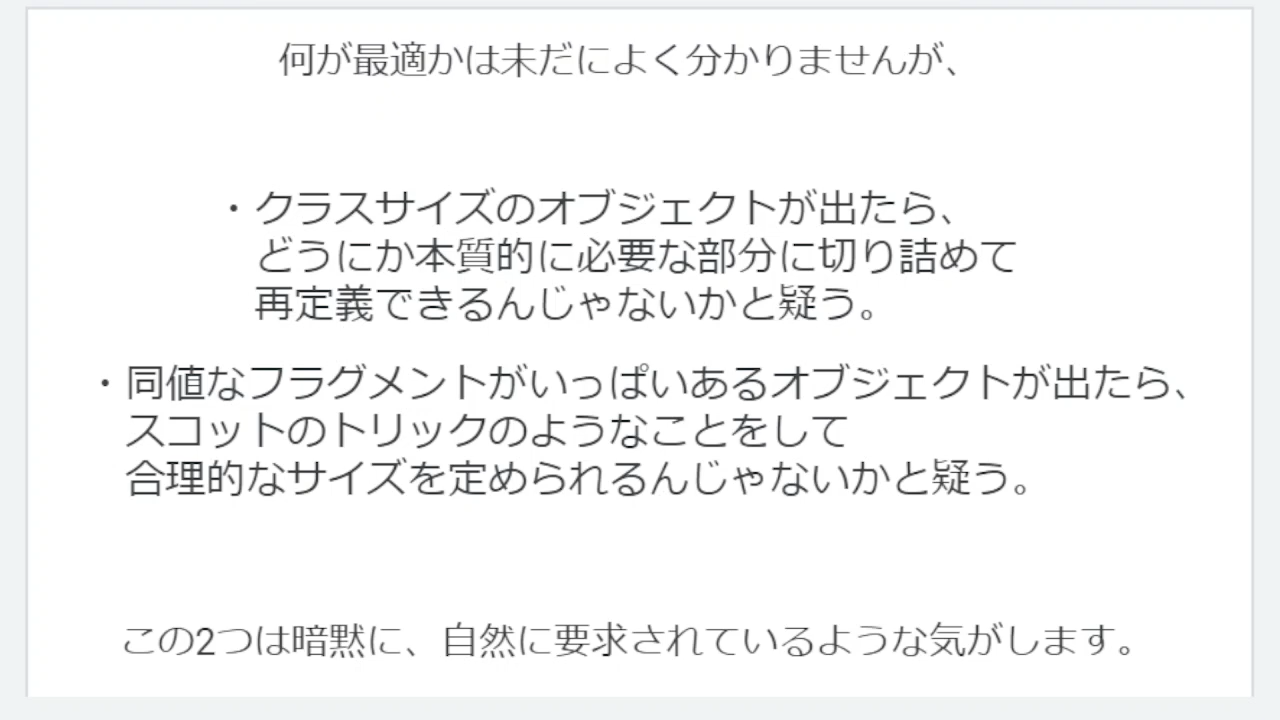 何が最適かは未だによく分かりませんが、
・クラスサイズのオブジェクトが出たら、
どうにか本質的に必要な部分に切り詰めて
再定義できるんじゃないかと疑う。
・同値なフラグメントがいっぱいあるオブジェクトが出たら、
スコットのトリックのようなことをして
合理的なサイズを定められるんじゃないかと疑う。
この2つは暗黙に、自然に要求されているような気がします。